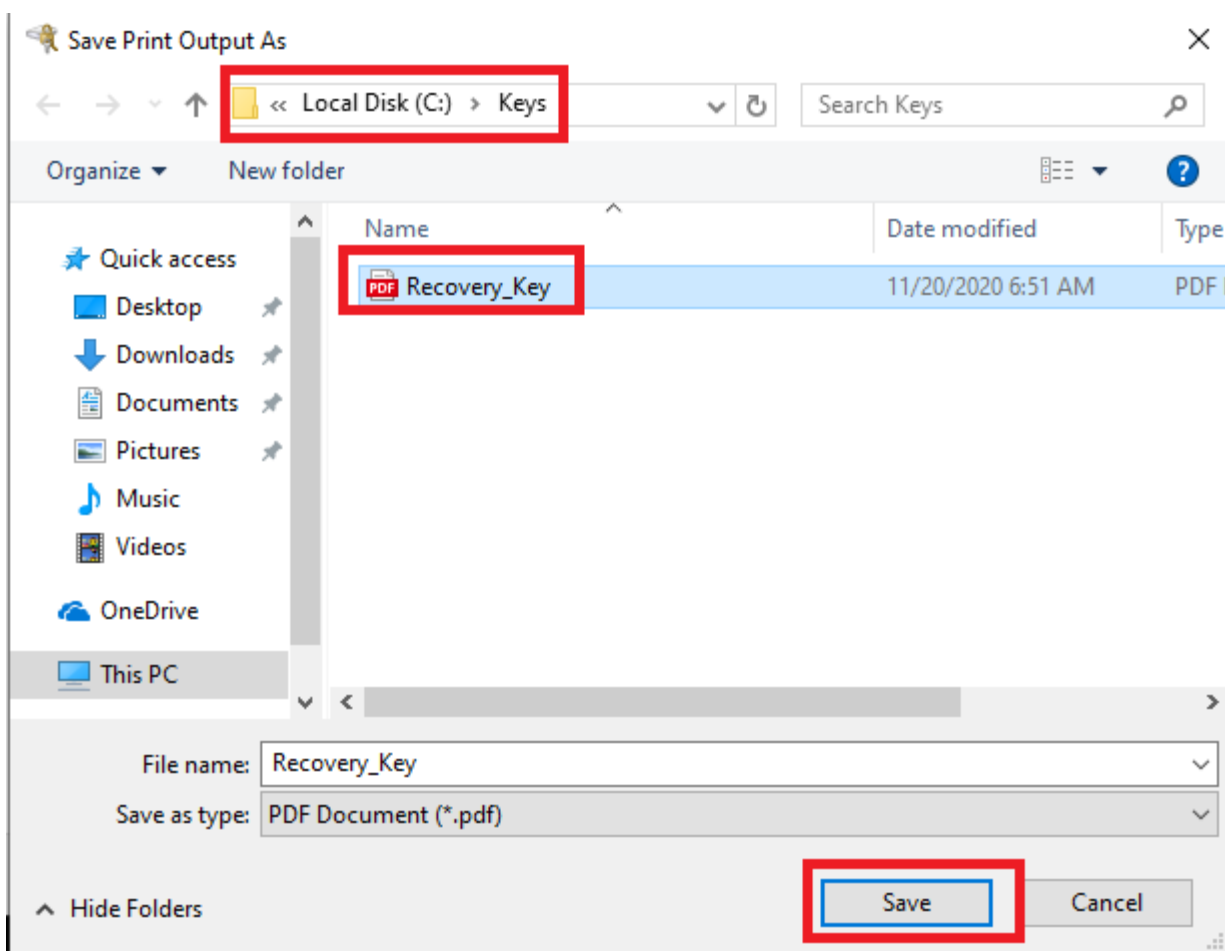 Save Print Output As
« Local Disk (C:) > Keys
Search Keys
Organize
New folder
?
Name
Date modified
Type
Quick access
PDF Recovery_Key
11/20/2020 6:51 AM
PDF
Desktop
Downloads
Documents
Pictures
Music
Videos
OneDrive
This PC
File name: Recovery_Key
Save as type: PDF Document (*.pdf)
Hide Folders
Save
Cancel